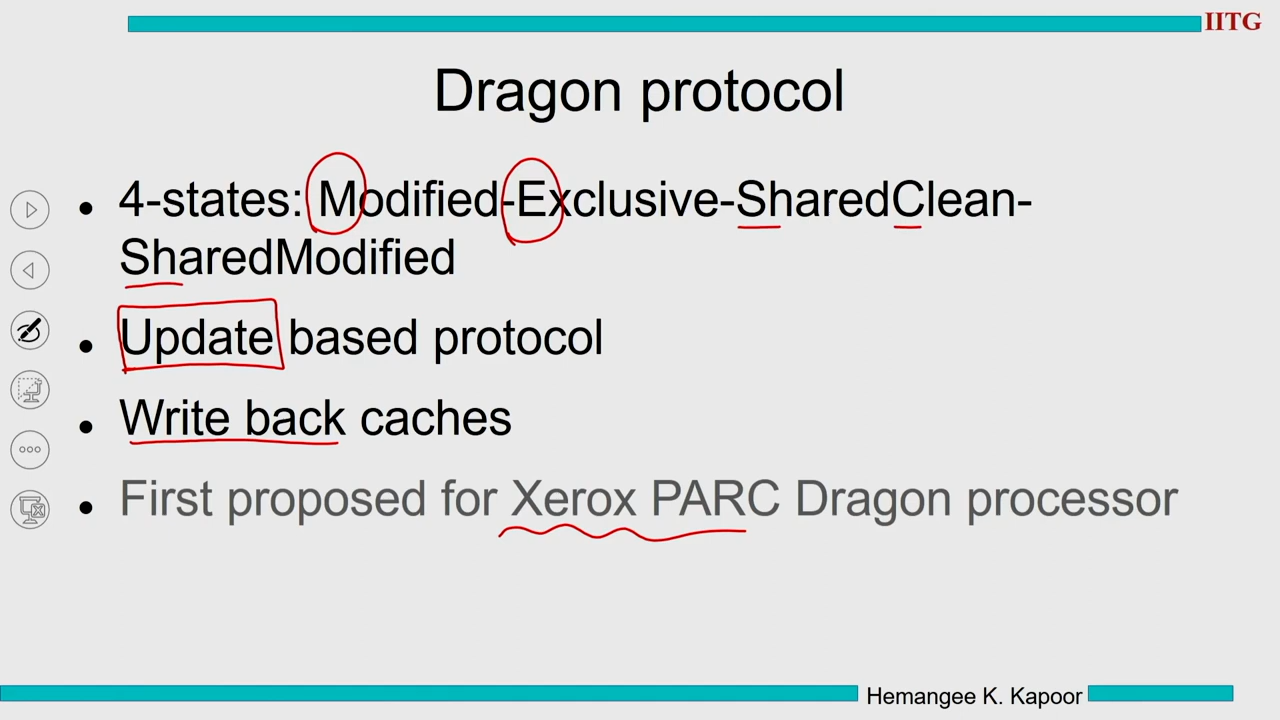 IITG
Dragon protocol
• 4-states: Modified-Exclusive-SharedClean-
SharedModified
• Update based protocol
• Write back caches
• First proposed for Xerox PARC Dragon processor
Hemangee K. Kapoor